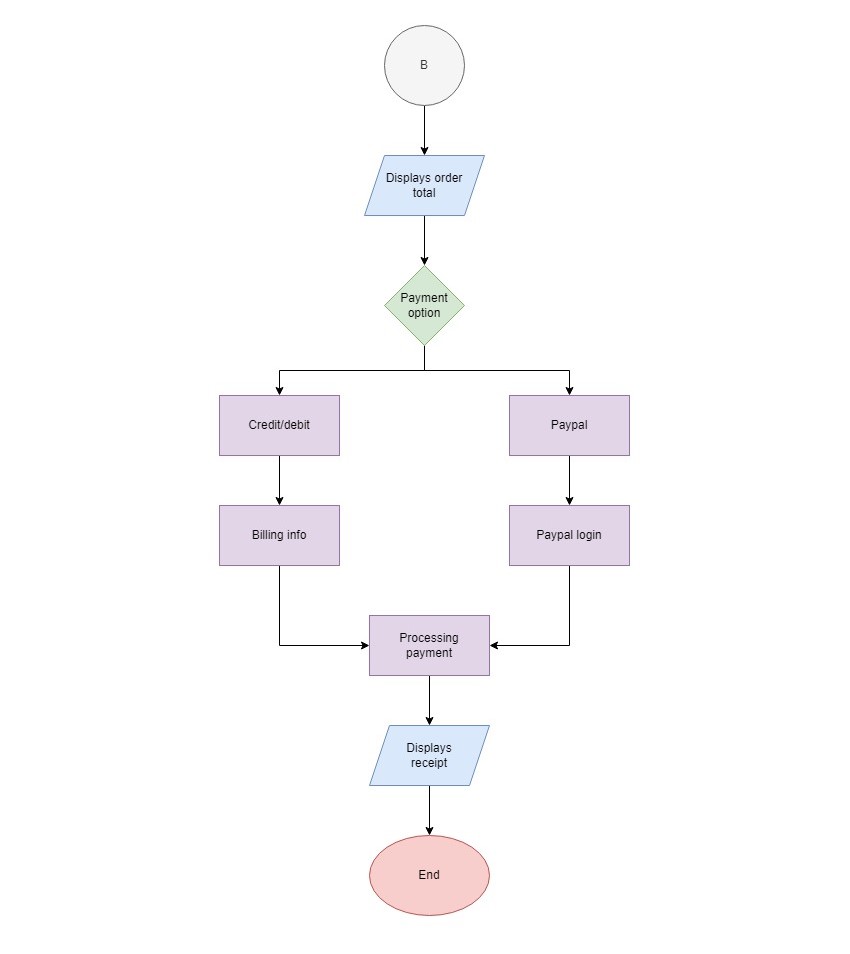 B
Displays order
total
Payment
option
Credit/debit
Paypal
Billing info
Paypal login
Processing
payment
Displays
receipt
End